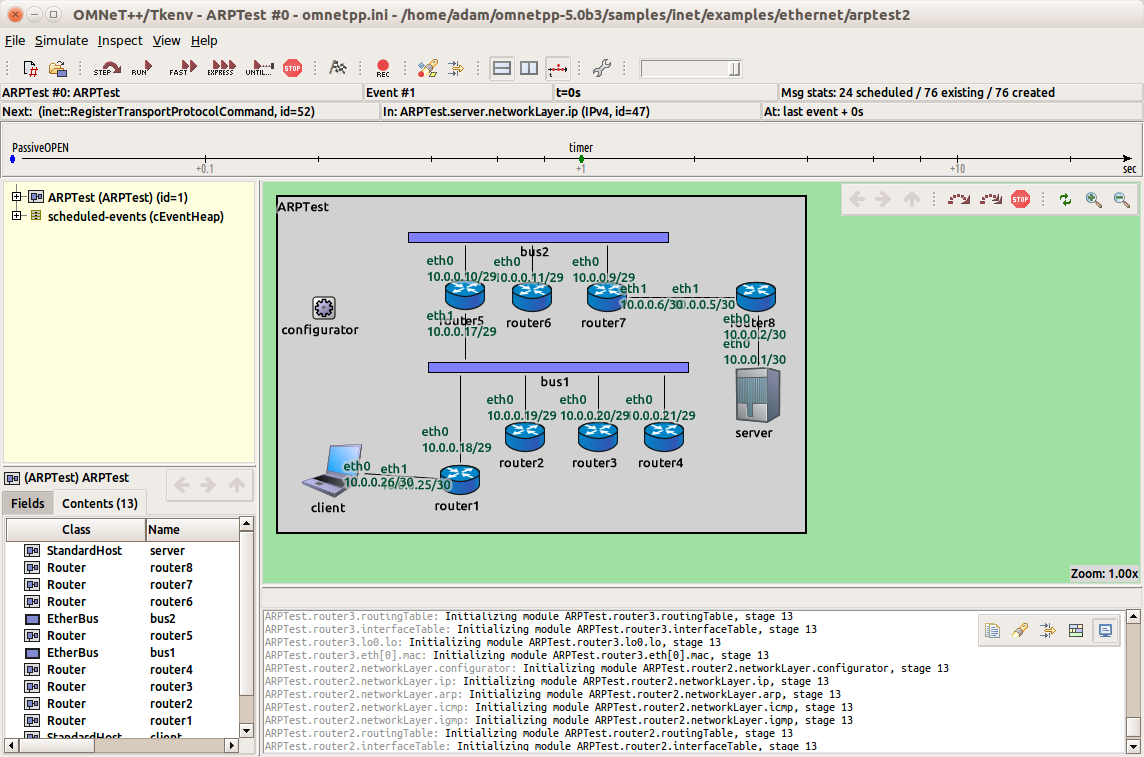 OMNeT++/Tkenv - ARPTest #0 - omnetpp.ini - /home/adam/omnetpp-5.0b3/samples/inet/examples/ethernet/arptest2
File Simulate Inspect View Help
STEP RUN FAST EXPRESS UNTIL... STOP REC
ARPTest #0: ARPTest Event #1 t=0s Msg stats: 24 scheduled / 76 existing / 76 created
Next: (inet::RegisterTransportProtocolCommand, id=52) In: ARPTest.server.networkLayer.ip (IPv4, id=47) At: last event + 0s
PassiveOPEN timer
+0.1 +1 +10 sec
ARPTest (ARPTest) (id=1)
scheduled-events (cEventHeap)
(ARPTest) ARPTest
Fields Contents (13)
Class Name
StandardHost server
Router router8
Router router7
Router router6
EtherBus bus2
Router router5
EtherBus bus1
Router router4
Router router3
Router router2
Router router1
StandardHost client
STOP
ARPTest
bus2
eth0 eth0 eth0
10.0.0.10/29 10.0.0.11/29 10.0.0.9/29
eth1 eth1
10.0.0.6/30 10.0.0.5/30
configurator
router5 router6 router7 router8
eth1
10.0.0.17/29
eth0
10.0.0.2/30
eth0
10.0.0.1/30
bus1
eth0 eth0 eth0
10.0.0.19/29 10.0.0.20/29 10.0.0.21/29
server
eth0
10.0.0.18/29
router2 router3 router4
eth0 eth1
10.0.0.26/30 10.0.0.25/30
client router1
Zoom: 1.00x
ARPTest.router3.routingTable: Initializing module ARPTest.router3.routingTable, stage 13
ARPTest.router3.interfaceTable: Initializing module ARPTest.router3.interfaceTable, stage 13
ARPTest.router3.lo0.lo: Initializing module ARPTest.router3.lo0.lo, stage 13
ARPTest.router3.eth[0].mac: Initializing module ARPTest.router3.eth[0].mac, stage 13
ARPTest.router2.networkLayer.configurator: Initializing module ARPTest.router2.networkLayer.configurator, stage 13
ARPTest.router2.networkLayer.ip: Initializing module ARPTest.router2.networkLayer.ip, stage 13
ARPTest.router2.networkLayer.arp: Initializing module ARPTest.router2.networkLayer.arp, stage 13
ARPTest.router2.networkLayer.icmp: Initializing module ARPTest.router2.networkLayer.icmp, stage 13
ARPTest.router2.networkLayer.igmp: Initializing module ARPTest.router2.networkLayer.igmp, stage 13
ARPTest.router2.routingTable: Initializing module ARPTest.router2.routingTable, stage 13
ARPTest.router2.interfaceTable: Initializing module ARPTest.router2.interfaceTable, stage 13